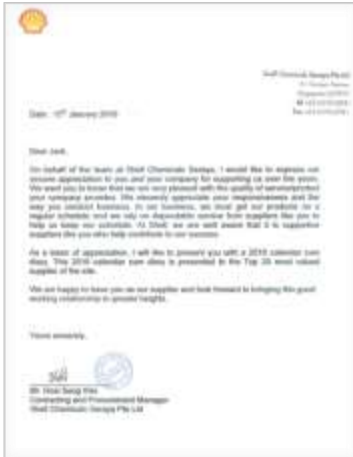 Shell Chemicals Seraya Pte Ltd
Date: 15th January 2016
Dear Jack,
On behalf of the team at Shell Chemicals Seraya, I would like to express our
sincere appreciation to you and your company for supporting us over the years.
We want you to know that we are very pleased with the quality of service/product
your company provides. We sincerely appreciate your responsiveness and the
way you conduct business. In our business, we must get our products on a
regular schedule and we rely on dependable service from suppliers like you to
help us keep our schedule. At Shell, we are well aware that it is supportive
suppliers like you who help contribute to our success.
As a token of appreciation, I will like to present you with a 2016 calendar cum
diary. This 2016 calendar cum diary is presented to the Top 20 most valued
supplier of the site.
We are happy to have you as our supplier and look forward to bringing this good
working relationship to greater heights.
Yours sincerely,
Contracting and Procurement Manager
Shell Chemicals Seraya Pte Ltd